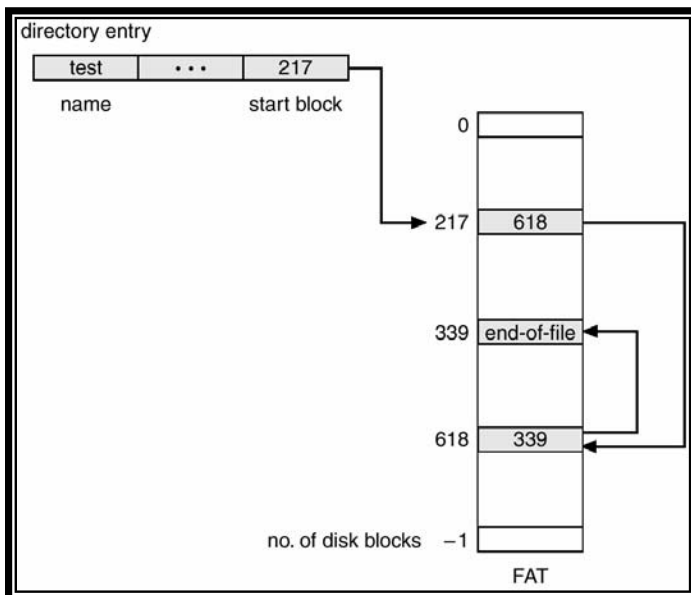 directory entry
test ··· 217
name start block
0
217 618
339 end-of-file
618 339
no. of disk blocks −1
FAT